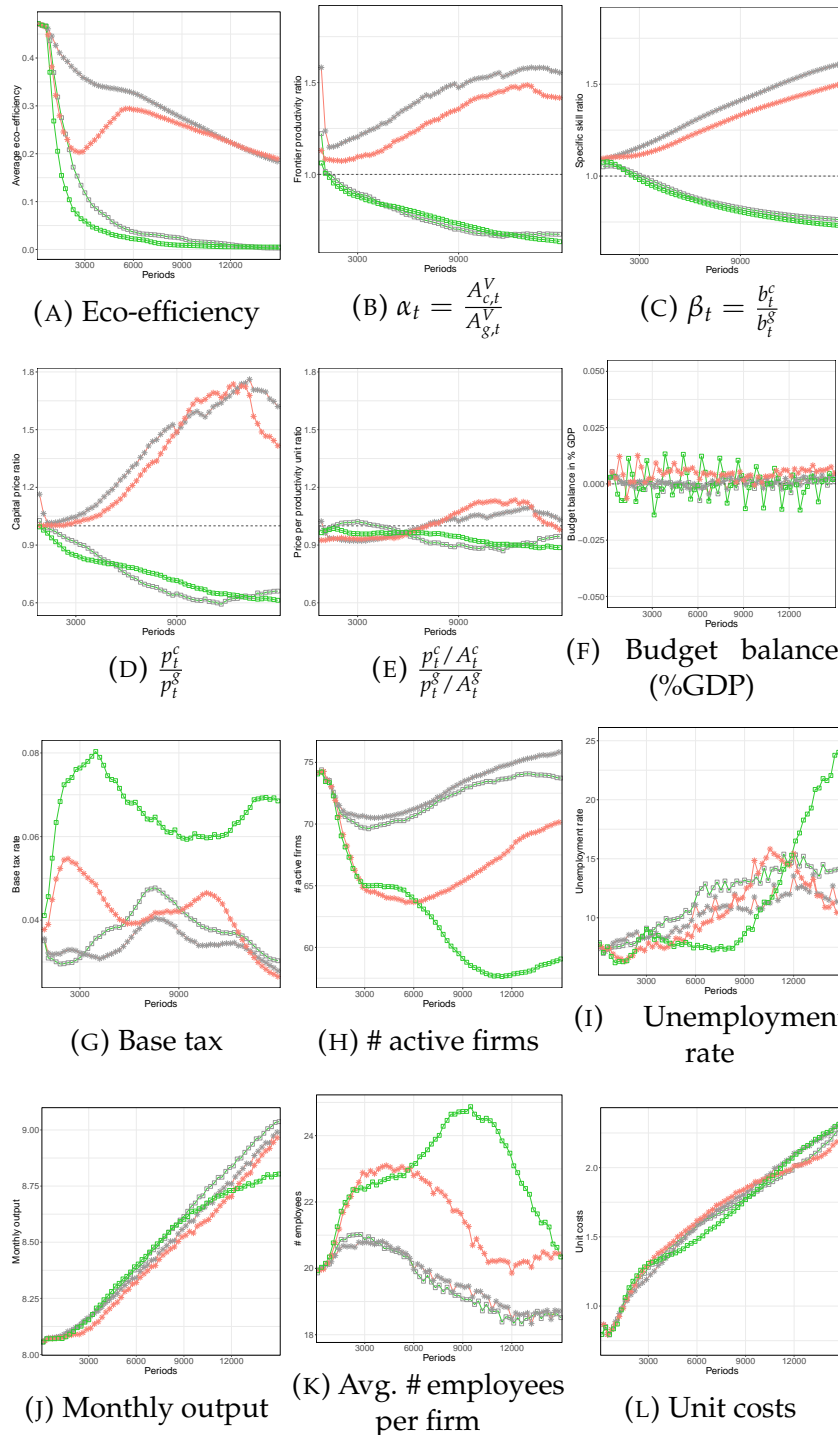 0.4
0.3
0.2
0.1
0.0
Average eco-efficiency
3000 6000 9000 12000
Periods
(A) Eco-efficiency
1.5
1.0
Frontier productivity ratio
3000 9000
Periods
(B) α_t = A^V_{c,t} / A^V_{g,t}
1.5
1.0
Specific skill ratio
3000 9000
Periods
(C) β_t = b^c_t / b^g_t
1.8
1.5
1.2
0.9
0.6
Capital price ratio
3000 9000
Periods
(D) p^c_t / p^g_t
1.8
1.5
1.2
0.9
0.6
Price per productivity unit ratio
3000 9000
Periods
(E) p^c_t/A^c_t / p^g_t/A^g_t
0.050
0.025
0.000
−0.025
−0.050
Budget balance in % GDP
3000 6000 9000 12000
Periods
(F) Budget balance
(%GDP)
0.08
0.06
0.04
Base tax rate
3000 9000
Periods
(G) Base tax
75
70
65
60
# active firms
3000 6000 9000 12000
Periods
(H) # active firms
25
20
15
10
Unemployment rate
3000 6000 9000 12000
Periods
(I) Unemployment
rate
9.00
8.75
8.50
8.25
8.00
Monthly output
3000 6000 9000 12000
Periods
(J) Monthly output
24
22
20
18
# employees
3000 6000 9000 12000
Periods
(K) Avg. # employees
per firm
2.0
1.5
1.0
Unit costs
3000 6000 9000 12000
Periods
(L) Unit costs